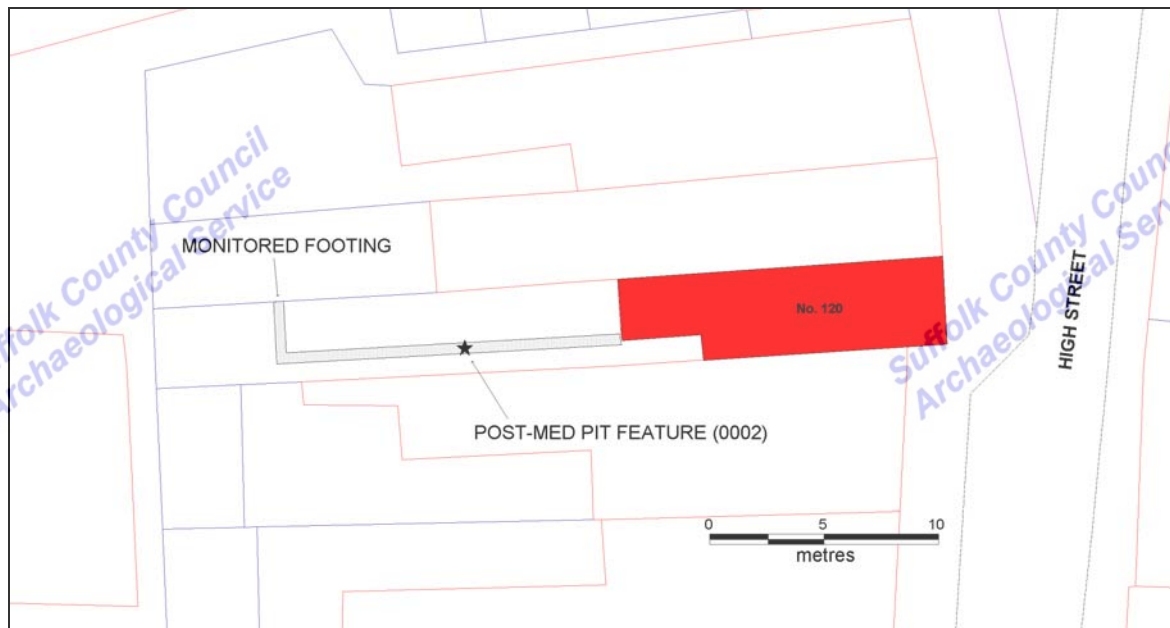 Suffolk County Council
Archaeological Service
MONITORED FOOTING
No. 120
HIGH STREET
Suffolk County Council
Archaeological Service
POST-MED PIT FEATURE (0002)
0 5 10
metres